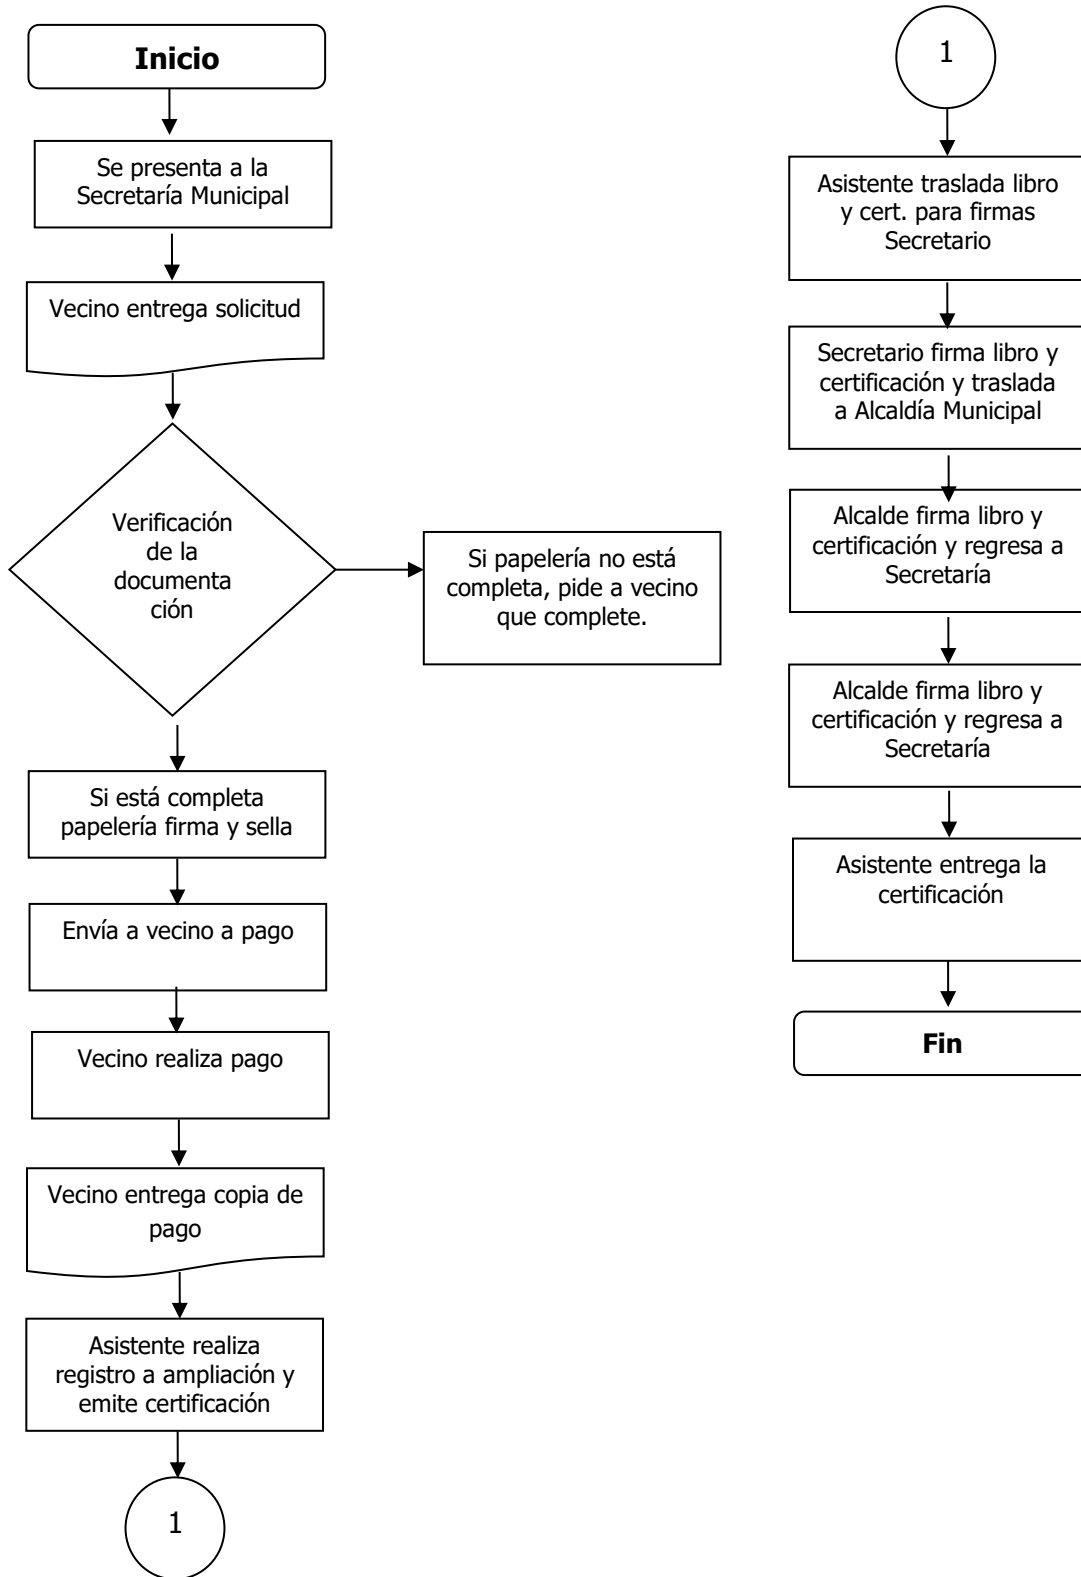 Inicio
Se presenta a la
Secretaría Municipal
Vecino entrega solicitud
Verificación
de la
documenta
ción
Si papelería no está
completa, pide a vecino
que complete.
Si está completa
papelería firma y sella
Envía a vecino a pago
Vecino realiza pago
Vecino entrega copia de
pago
Asistente realiza
registro a ampliación y
emite certificación
1
1
Asistente traslada libro
y cert. para firmas
Secretario
Secretario firma libro y
certificación y traslada
a Alcaldía Municipal
Alcalde firma libro y
certificación y regresa a
Secretaría
Alcalde firma libro y
certificación y regresa a
Secretaría
Asistente entrega la
certificación
Fin